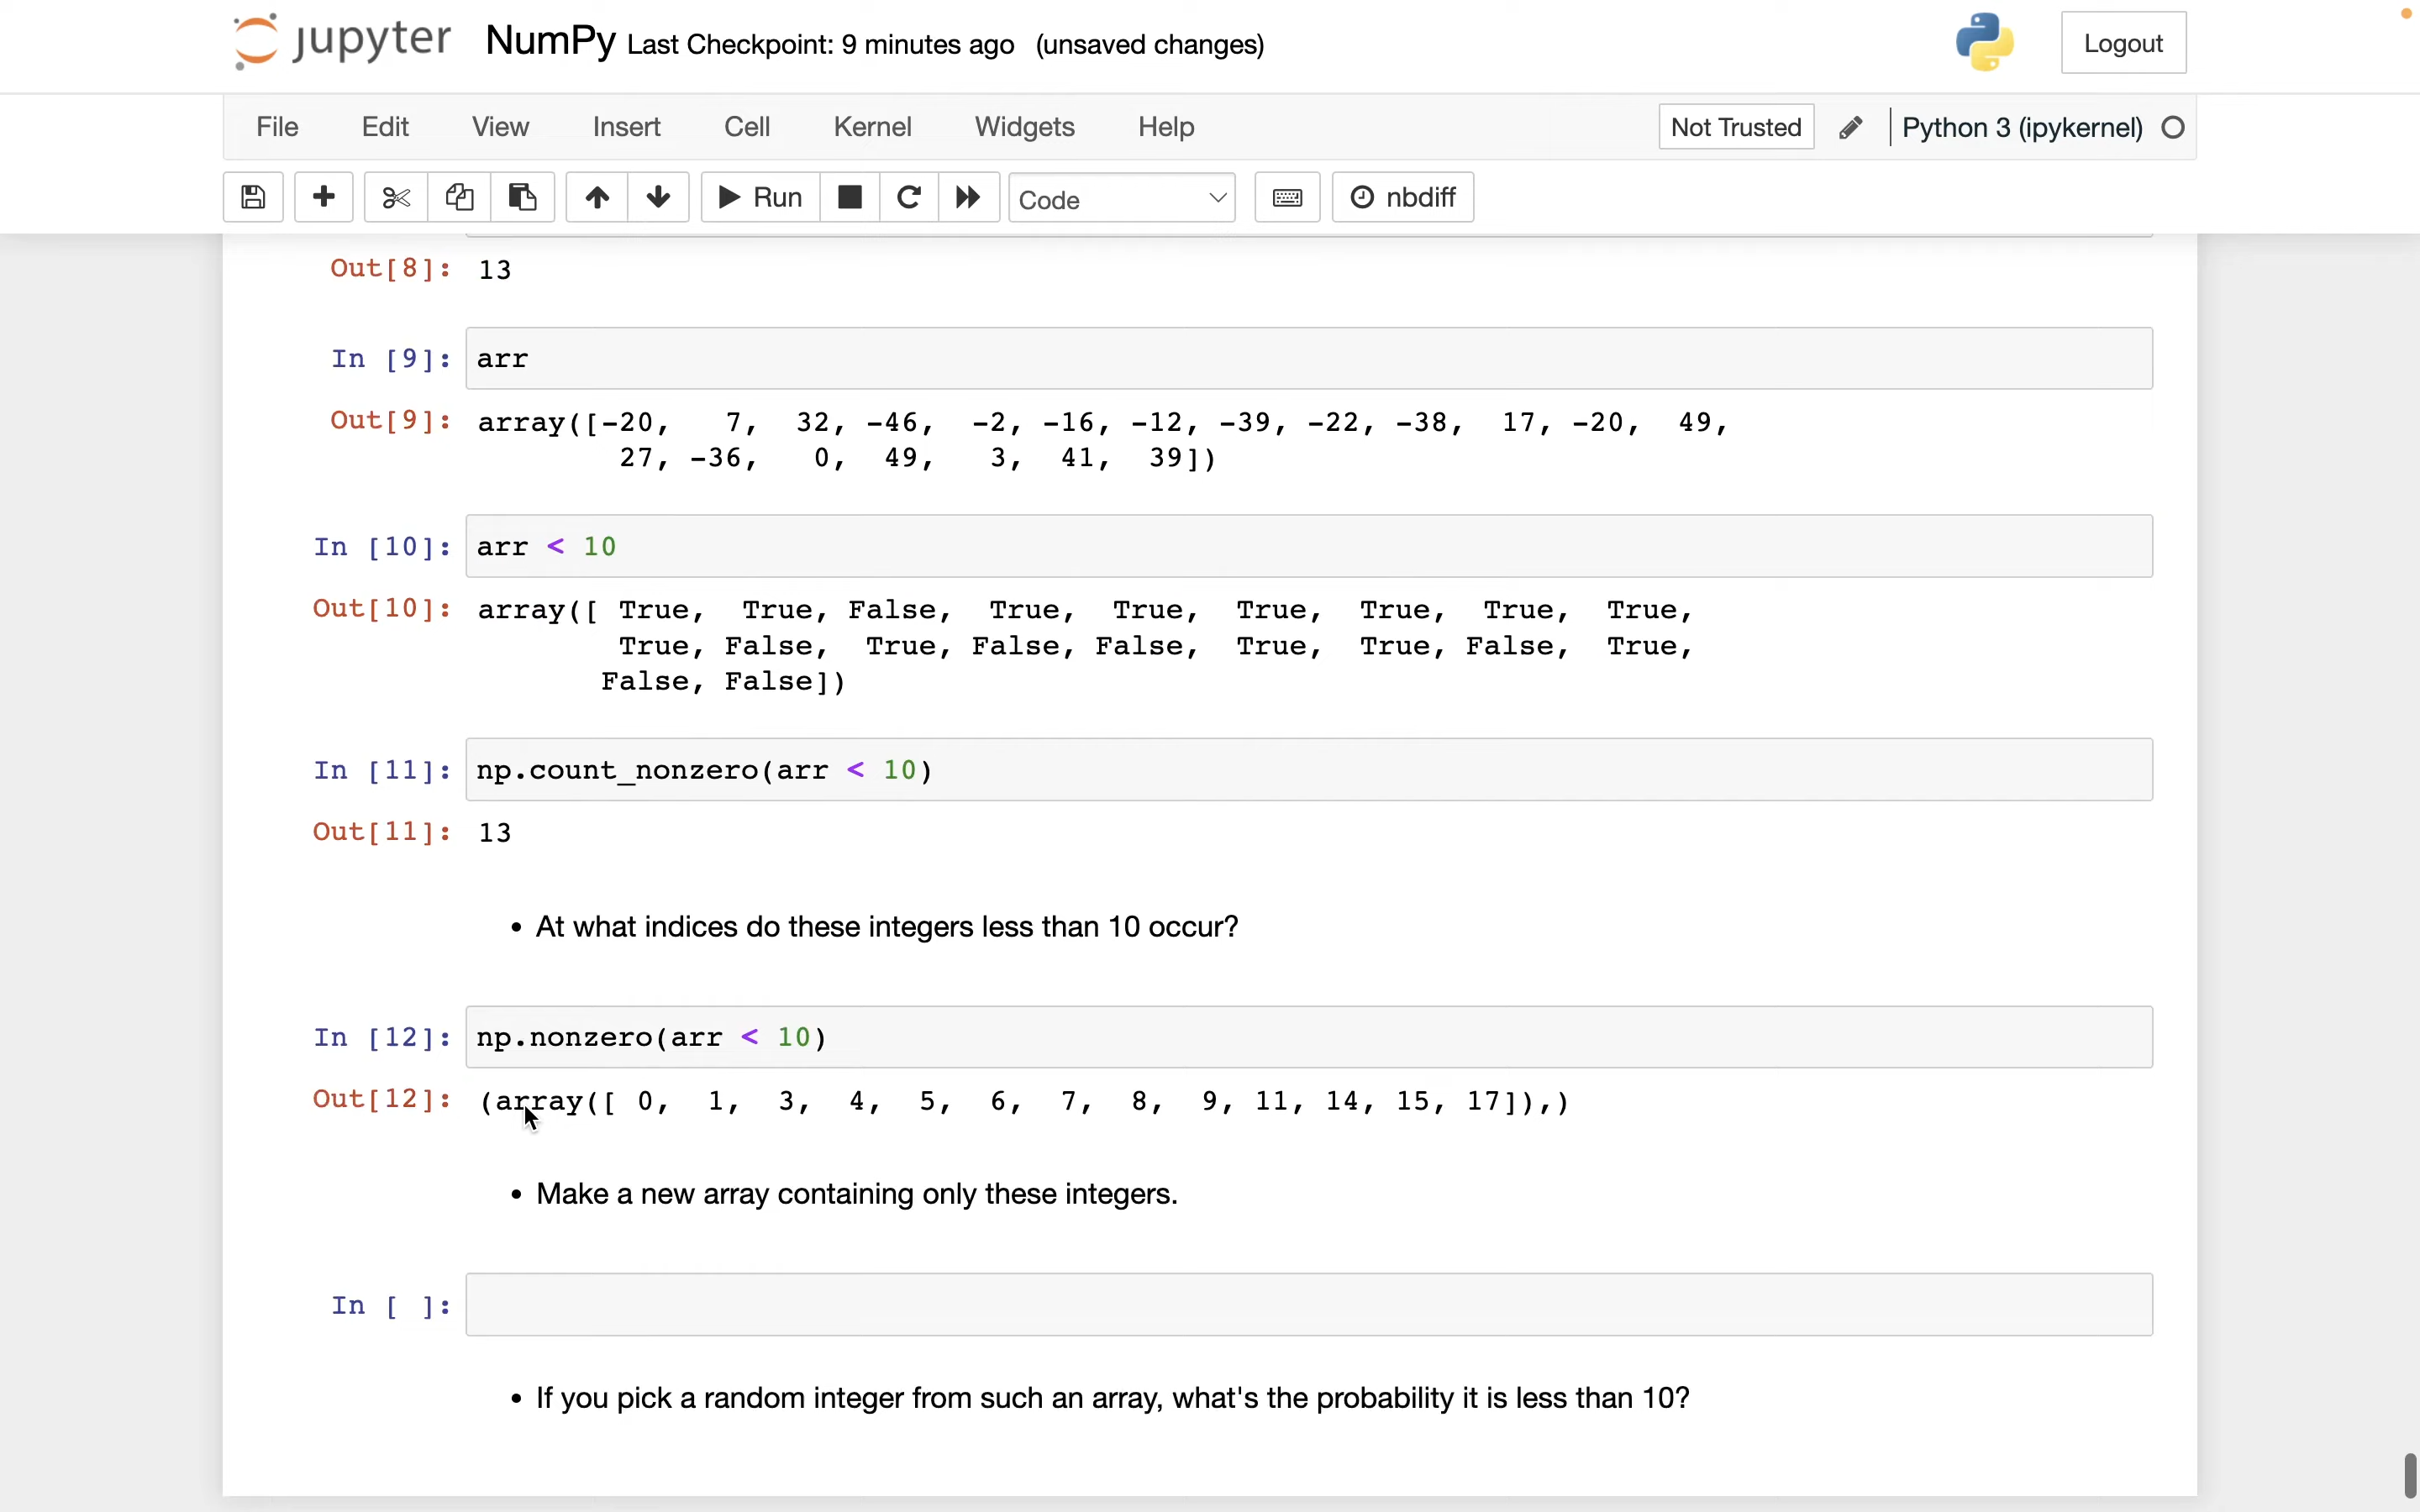 jupyter NumPy Last Checkpoint: 9 minutes ago (unsaved changes) Logout
File Edit View Insert Cell Kernel Widgets Help Not Trusted Python 3 (ipykernel)
Run Code nbdiff
Out[8]: 13
In [9]: arr
Out[9]: array([-20,   7,  32, -46,  -2, -16, -12, -39, -22, -38,  17, -20,  49,
27, -36,   0,  49,   3,  41,  39])
In [10]: arr < 10
Out[10]: array([ True,  True, False,  True,  True,  True,  True,  True,  True,
True, False,  True, False, False,  True,  True, False,  True,
False, False])
In [11]: np.count_nonzero(arr < 10)
Out[11]: 13
• At what indices do these integers less than 10 occur?
In [12]: np.nonzero(arr < 10)
Out[12]: (array([ 0,  1,  3,  4,  5,  6,  7,  8,  9, 11, 14, 15, 17]),)
• Make a new array containing only these integers.
In [ ]:
• If you pick a random integer from such an array, what's the probability it is less than 10?